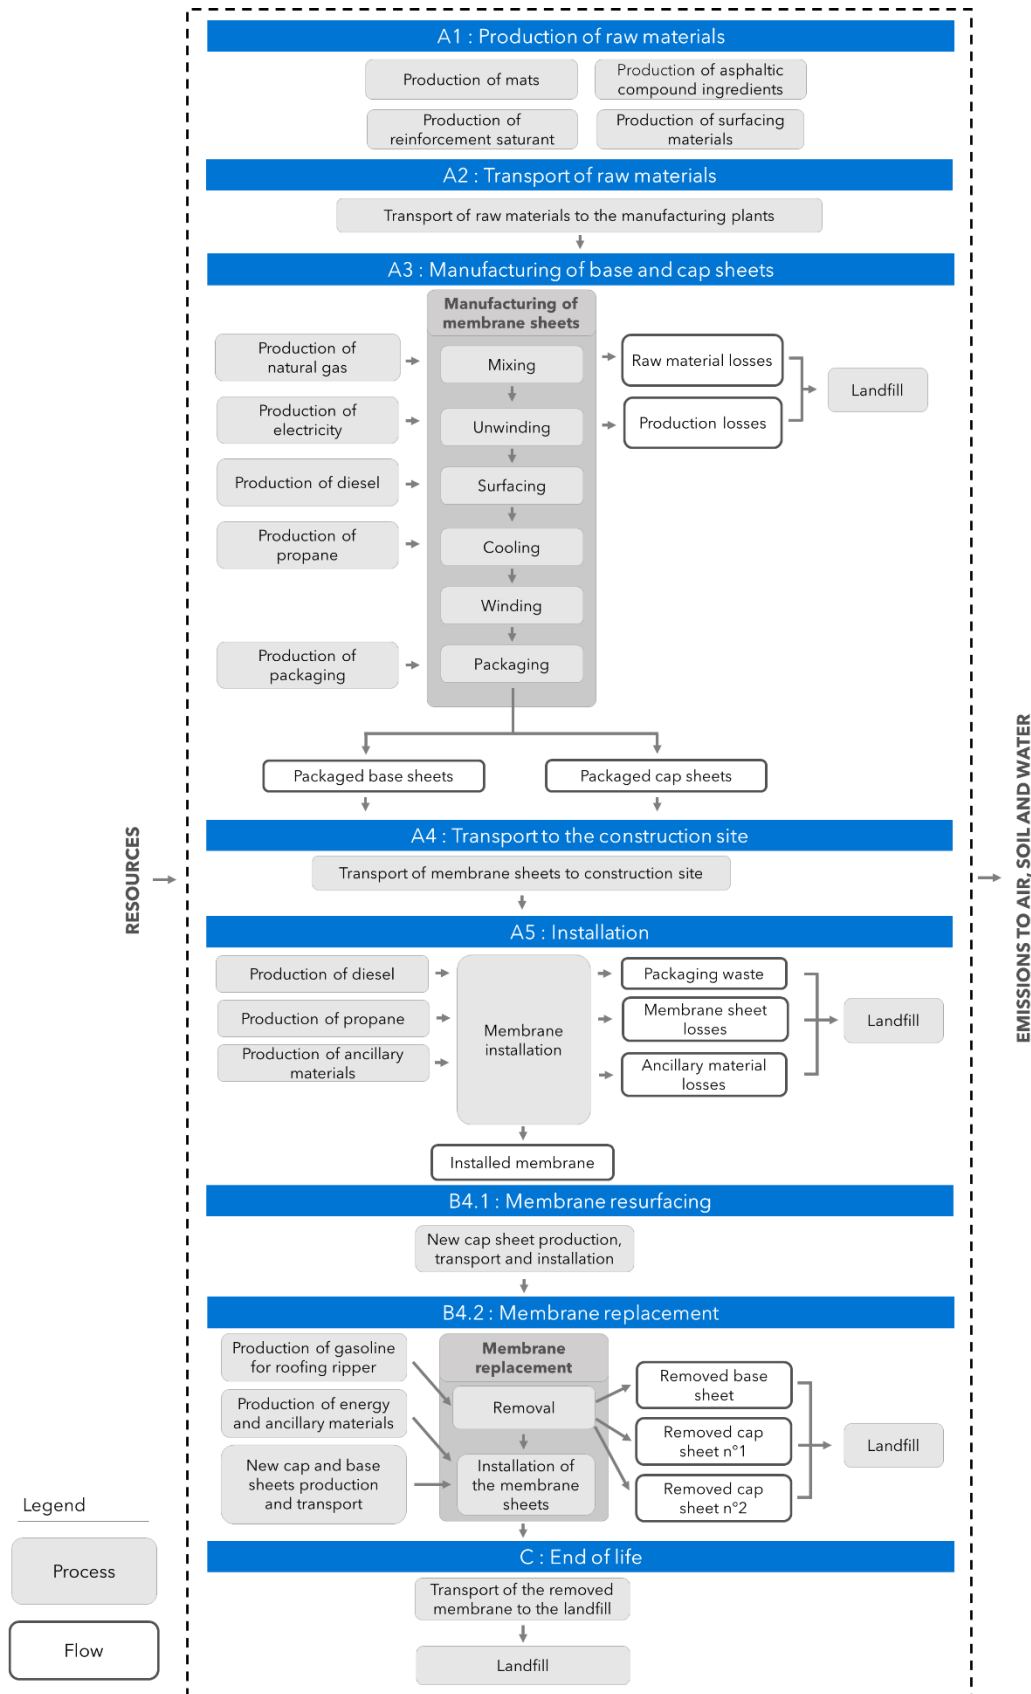 A1 : Production of raw materials
Production of mats
Production of asphaltic
compound ingredients
Production of
reinforcement saturant
Production of surfacing
materials
A2 : Transport of raw materials
Transport of raw materials to the manufacturing plants
A3 : Manufacturing of base and cap sheets
Manufacturing of
membrane sheets
Production of
natural gas
Mixing
Raw material losses
Landfill
Production of
electricity
Unwinding
Production losses
Production of diesel
Surfacing
Production of
propane
Cooling
Winding
Production of
packaging
Packaging
Packaged base sheets
Packaged cap sheets
RESOURCES
EMISSIONS TO AIR, SOIL AND WATER
A4 : Transport to the construction site
Transport of membrane sheets to construction site
A5 : Installation
Production of diesel
Packaging waste
Production of propane
Membrane
installation
Membrane sheet
losses
Landfill
Production of ancillary
materials
Ancillary material
losses
Installed membrane
B4.1 : Membrane resurfacing
New cap sheet production,
transport and installation
B4.2 : Membrane replacement
Production of gasoline
for roofing ripper
Membrane
replacement
Removed base
sheet
Production of energy
and ancillary materials
Removal
Removed cap
sheet n°1
Landfill
New cap and base
sheets production
and transport
Installation of
the membrane
sheets
Removed cap
sheet n°2
C : End of life
Transport of the removed
membrane to the landfill
Landfill
Legend
Process
Flow